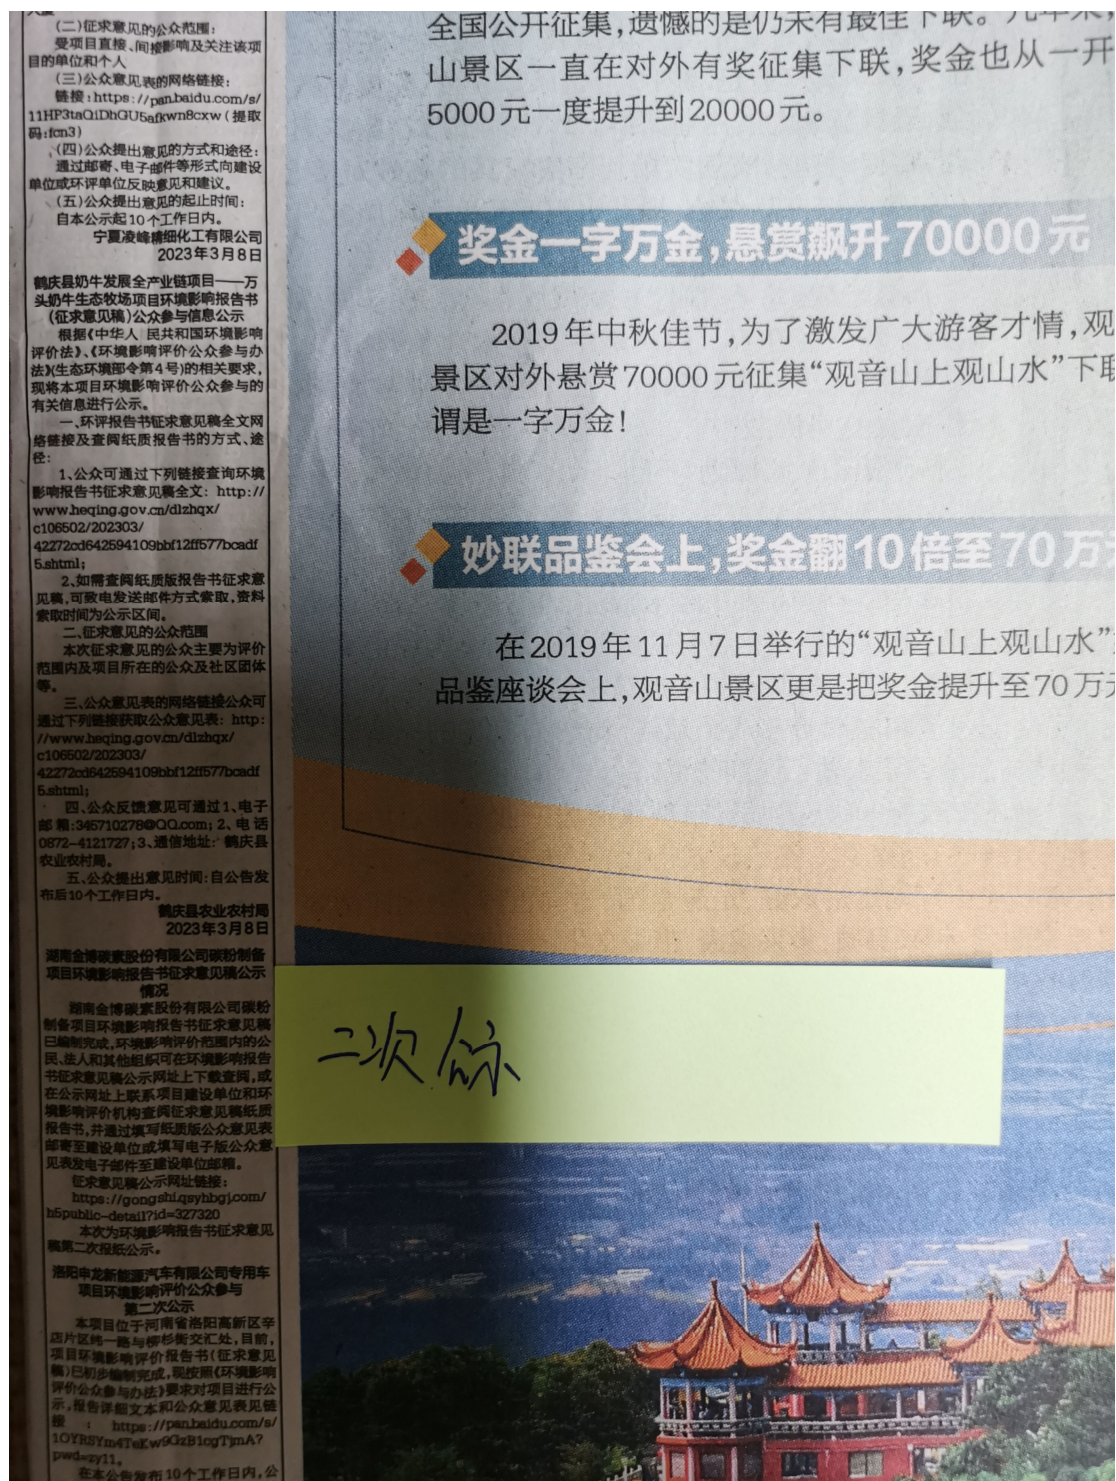 (二)征求意见的公众范围:
受项目直接、间接影响及关注该项
目的单位和个人
(三)公众意见表的网络链接:
链接:https://pan.baidu.com/s/
11HP3taQiDhGU5afkwn8cxw(提取
码:fcn3)
(四)公众提出意见的方式和途径:
通过邮寄、电子邮件等形式向建设
单位或环评单位反映意见和建议。
(五)公众提出意见的起止时间:
自本公示起10个工作日内。
宁夏凌峰精细化工有限公司
2023年3月8日
鹤庆县奶牛发展全产业链项目——万
头奶牛生态牧场项目环境影响报告书
(征求意见稿)公众参与信息公示
根据《中华人 民共和国环境影响
评价法》、《环境影响评价公众参与办
法》(生态环境部令第4号)的相关要求,
现将本项目环境影响评价公众参与的
有关信息进行公示。
一、环评报告书征求意见稿全文网
络链接及查阅纸质报告书的方式、途
径:
1、公众可通过下列链接查询环境
影响报告书征求意见稿全文: http://
www.heqing.gov.cn/dlzhqx/
c106502/202303/
42272cd642594109bbf12ff577bcadf
5.shtml;
2、如需查阅纸质版报告书征求意
见稿,可致电发送邮件方式索取,资料
索取时间为公示区间。
二、征求意见的公众范围
本次征求意见的公众主要为评价
范围内及项目所在的公众及社区团体
等。
三、公众意见表的网络链接公众可
通过下列链接获取公众意见表: http:
//www.heqing.gov.cn/dlzhqx/
c106502/202303/
42272cd642594109bbf12ff577bcadf
5.shtml;
四、公众反馈意见可通过1、电子
邮箱:345710278@QQ.com; 2、电话
0872-4121727;3、通信地址: 鹤庆县
农业农村局。
五、公众提出意见时间:自公告发
布后10个工作日内。
鹤庆县农业农村局
2023年3月8日
湖南金博碳素股份有限公司碳粉制备
项目环境影响报告书征求意见稿公示
情况
湖南金博碳素股份有限公司碳粉
制备项目环境影响报告书征求意见稿
已编制完成,环境影响评价范围内的公
民、法人和其他组织可在环境影响报告
书征求意见稿公示网址上下载查阅,或
在公示网址上联系项目建设单位和环
境影响评价机构查阅征求意见稿纸质
报告书,并通过填写纸质版公众意见表
邮寄至建设单位或填写电子版公众意
见表发电子邮件至建设单位邮箱。
征求意见稿公示网址链接:
https://gongshi.qsyhbgj.com/
h5public-detail?id=327320
本次为环境影响报告书征求意见
稿第二次报纸公示。
洛阳申龙新能源汽车有限公司专用车
项目环境影响评价公众参与
第二次公示
本项目位于河南省洛阳高新区辛
店片区纬一路与柳杉街交汇处,目前,
项目环境影响评价报告书(征求意见
稿)已初步编制完成,现按照《环境影响
评价公众参与办法》要求对项目进行公
示,报告详细文本和公众意见表见链
接: https://pan.baidu.com/s/
1OYRSYm4TeKw9GzB1cgTjmA?
pwd=zy11。
在本公告发布10个工作日内,公
全国公开征集,遗憾的是仍未有最佳下联。几年来
山景区一直在对外有奖征集下联,奖金也从一开
5000元一度提升到20000元。
奖金一字万金,悬赏飙升70000元
2019年中秋佳节,为了激发广大游客才情,观
景区对外悬赏70000元征集“观音山上观山水”下联
谓是一字万金!
妙联品鉴会上,奖金翻10倍至70万元
在2019年11月7日举行的“观音山上观山水”
品鉴座谈会上,观音山景区更是把奖金提升至70万元
二次公示